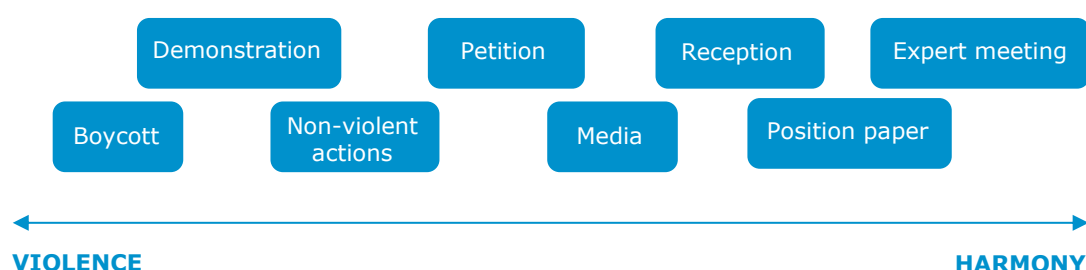 Demonstration
Petition
Reception
Expert meeting
Boycott
Non-violent
actions
Media
Position paper
VIOLENCE
HARMONY